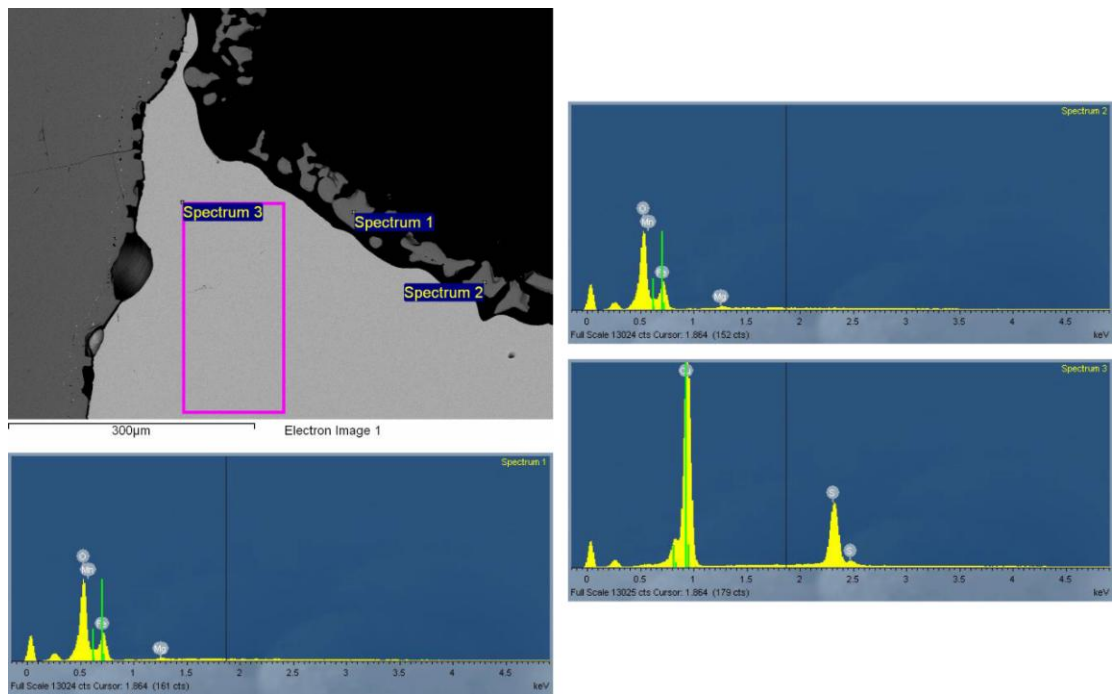 Spectrum 3
Spectrum 1
Spectrum 2
300µm Electron Image 1
Spectrum 1
O
Mn
Fe
Mg
0 0.5 1 1.5 2 2.5 3 3.5 4 4.5
Full Scale 13024 cts Cursor: 1.864 (161 cts) keV
Spectrum 2
O
Mn
Fe
Mg
0 0.5 1 1.5 2 2.5 3 3.5 4 4.5
Full Scale 13024 cts Cursor: 1.864 (152 cts) keV
Spectrum 3
S
S
0 0.5 1 1.5 2 2.5 3 3.5 4 4.5
Full Scale 13025 cts Cursor: 1.864 (179 cts) keV